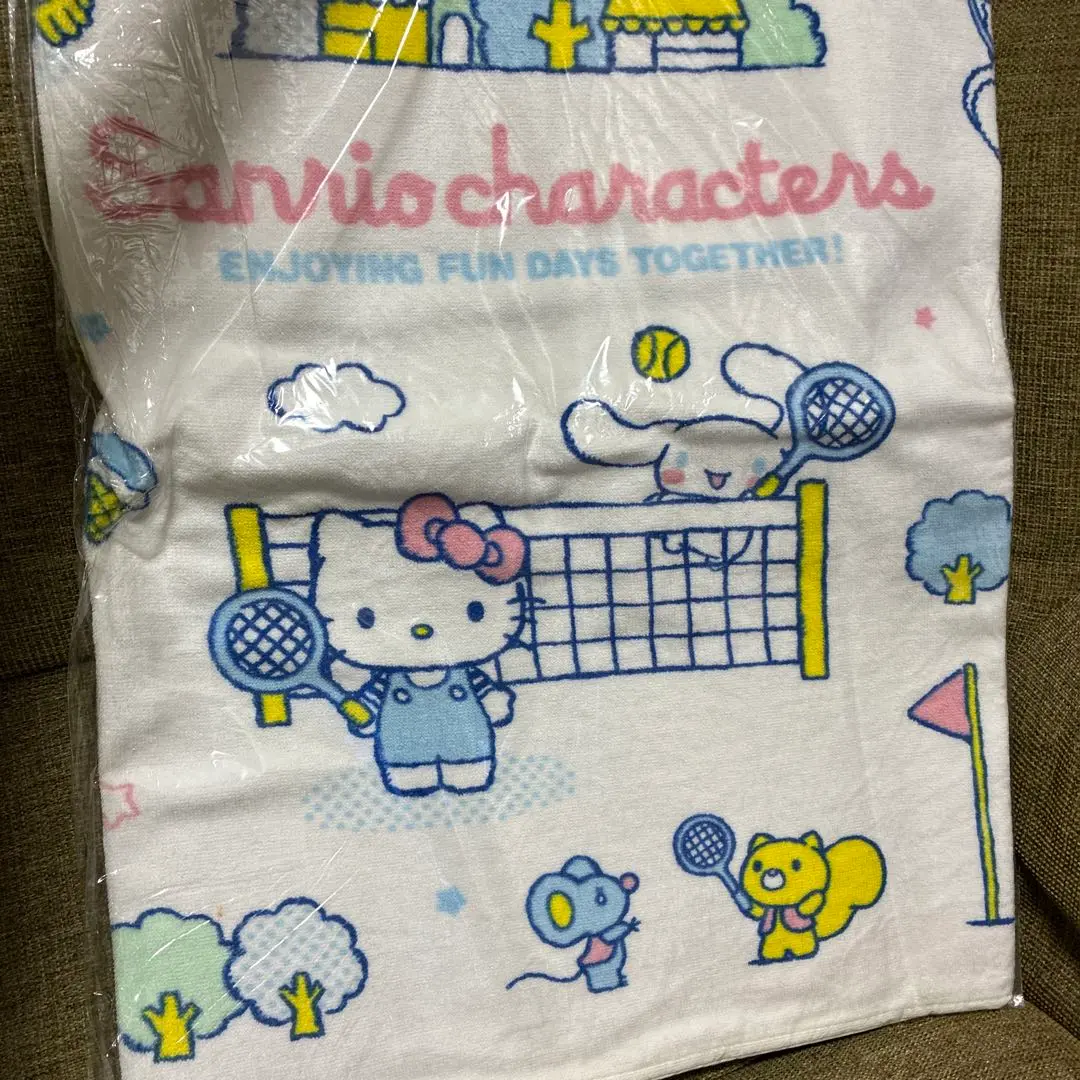 Sanrio characters
ENJOYING FUN DAYS TOGETHER!